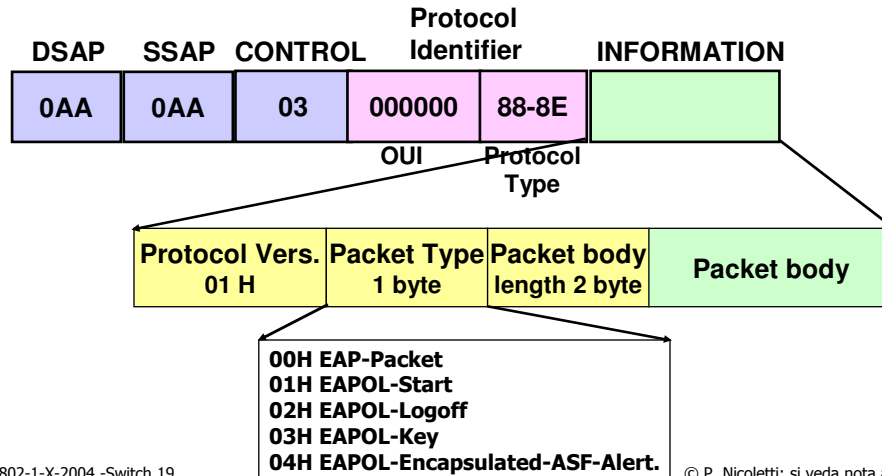 Protocol
Identifier
DSAP SSAP CONTROL INFORMATION
0AA 0AA 03 000000 88-8E
OUI Protocol
Type
Protocol Vers. Packet Type Packet body Packet body
01 H 1 byte length 2 byte
00H EAP-Packet
01H EAPOL-Start
02H EAPOL-Logoff
03H EAPOL-Key
04H EAPOL-Encapsulated-ASF-Alert.
802-1-X-2004 -Switch 19 © P. Nicoletti: si veda nota